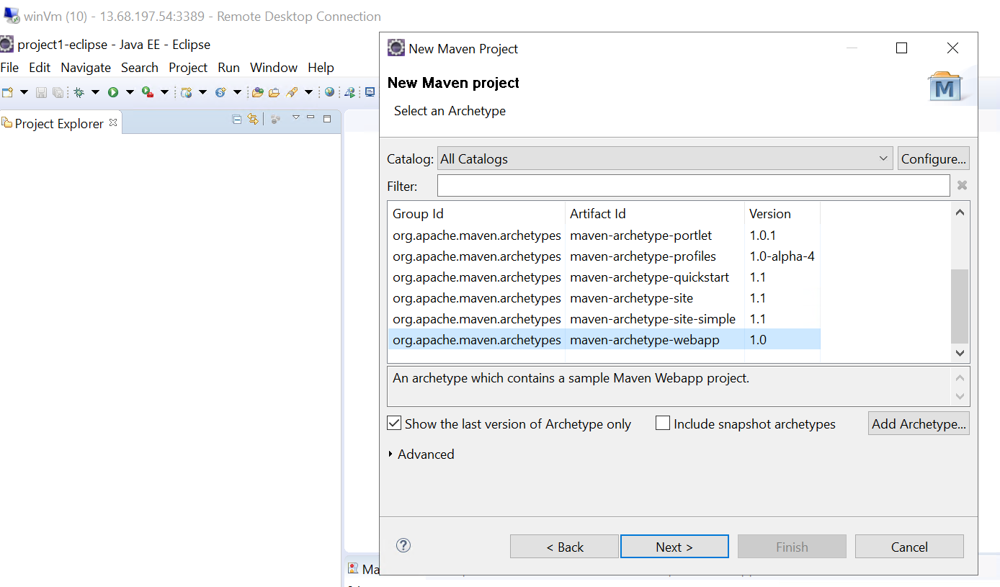 winVm (10) - 13.68.197.54:3389 - Remote Desktop Connection
project1-eclipse - Java EE - Eclipse
File Edit Navigate Search Project Run Window Help
Project Explorer
New Maven Project
New Maven project
Select an Archetype
M
Catalog: All Catalogs Configure...
Filter:
Group Id Artifact Id Version
org.apache.maven.archetypes maven-archetype-portlet 1.0.1
org.apache.maven.archetypes maven-archetype-profiles 1.0-alpha-4
org.apache.maven.archetypes maven-archetype-quickstart 1.1
org.apache.maven.archetypes maven-archetype-site 1.1
org.apache.maven.archetypes maven-archetype-site-simple 1.1
org.apache.maven.archetypes maven-archetype-webapp 1.0
An archetype which contains a sample Maven Webapp project.
Show the last version of Archetype only Include snapshot archetypes Add Archetype...
Advanced
? < Back Next > Finish Cancel
Ma